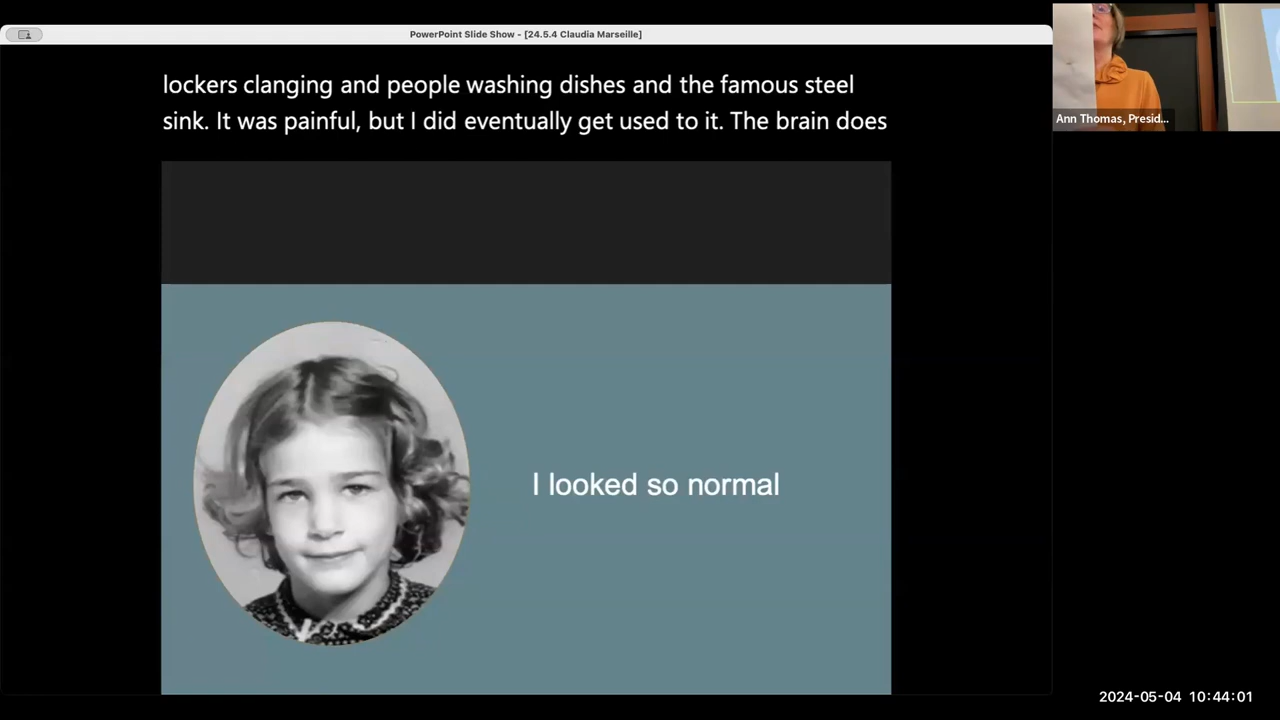 PowerPoint Slide Show - [24.5.4 Claudia Marseille]
lockers clanging and people washing dishes and the famous steel
sink. It was painful, but I did eventually get used to it. The brain does
Ann Thomas, Presid...
I looked so normal
2024-05-04 10:44:01